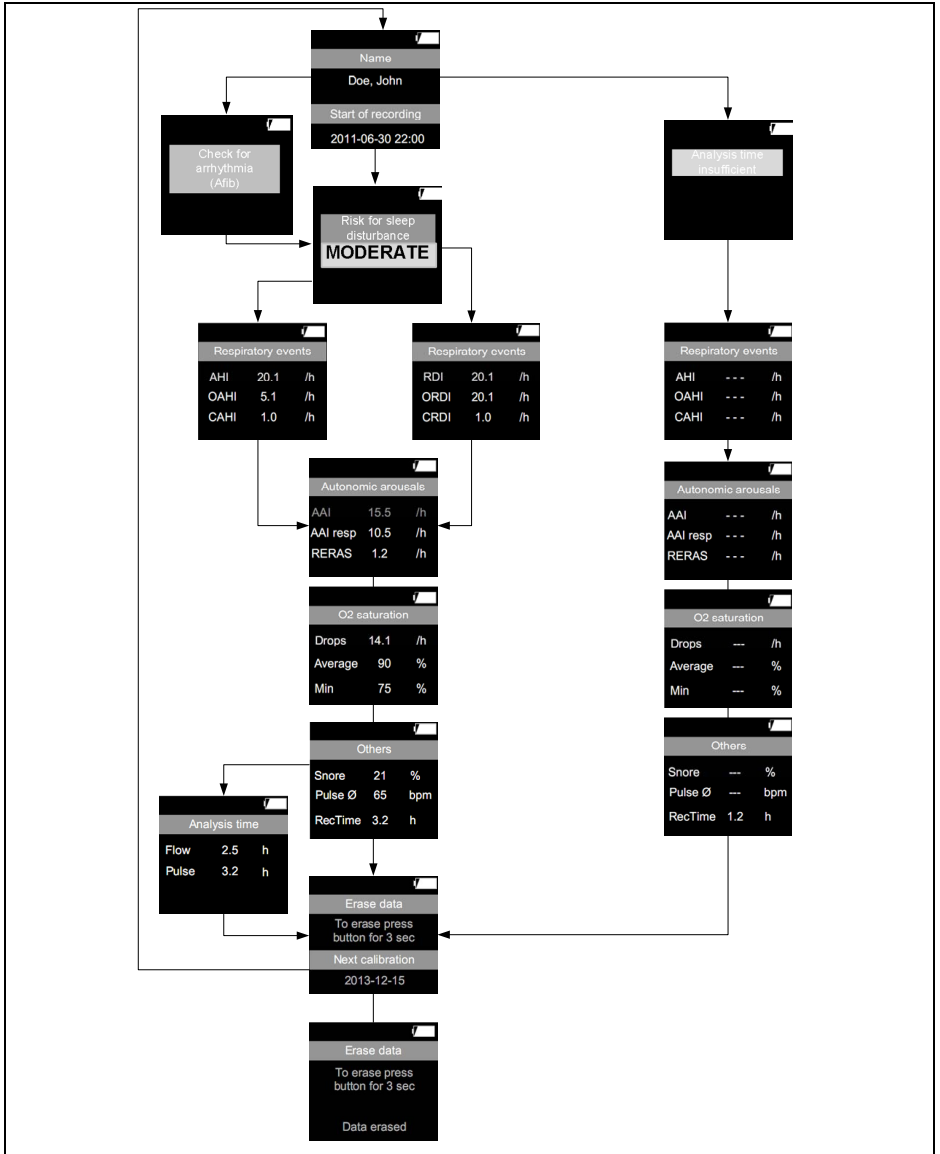 Name
Doe, John
Start of recording
2011-06-30 22:00
Check for
arrhythmia
(Afib)
Analysis time
insufficient
Risk for sleep
disturbance
MODERATE
Respiratory events
AHI 20.1 /h
OAHI 5.1 /h
CAHI 1.0 /h
Respiratory events
RDI 20.1 /h
ORDI 20.1 /h
CRDI 1.0 /h
Respiratory events
AHI - - - /h
OAHI - - - /h
CAHI - - - /h
Autonomic arousals
AAI 15.5 /h
AAI resp 10.5 /h
RERAS 1.2 /h
Autonomic arousals
AAI - - - /h
AAI resp - - - /h
RERAS - - - /h
O2 saturation
Drops 14.1 /h
Average 90 %
Min 75 %
O2 saturation
Drops --- /h
Average --- %
Min --- %
Others
Snore 21 %
Pulse Ø 65 bpm
RecTime 3.2 h
Others
Snore --- %
Pulse Ø --- bpm
RecTime 1.2 h
Analysis time
Flow 2.5 h
Pulse 3.2 h
Erase data
To erase press
button for 3 sec
Next calibration
2013-12-15
Erase data
To erase press
button for 3 sec
Data erased